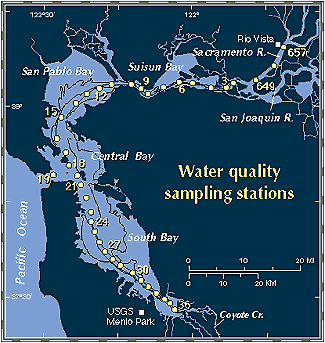 122°30'
122°
Rio Vista
Sacramento R.
657
Suisun Bay
San Pablo Bay
9
6
3
649
12
38°
15
San Joaquin R.
18
Central Bay
19
21
Water quality
sampling stations
24
Pacific Ocean
South Bay
27
30
0 10 20 MI
0 10 20 KM
37°30'
36
USGS
Menlo Park
Coyote Cr.